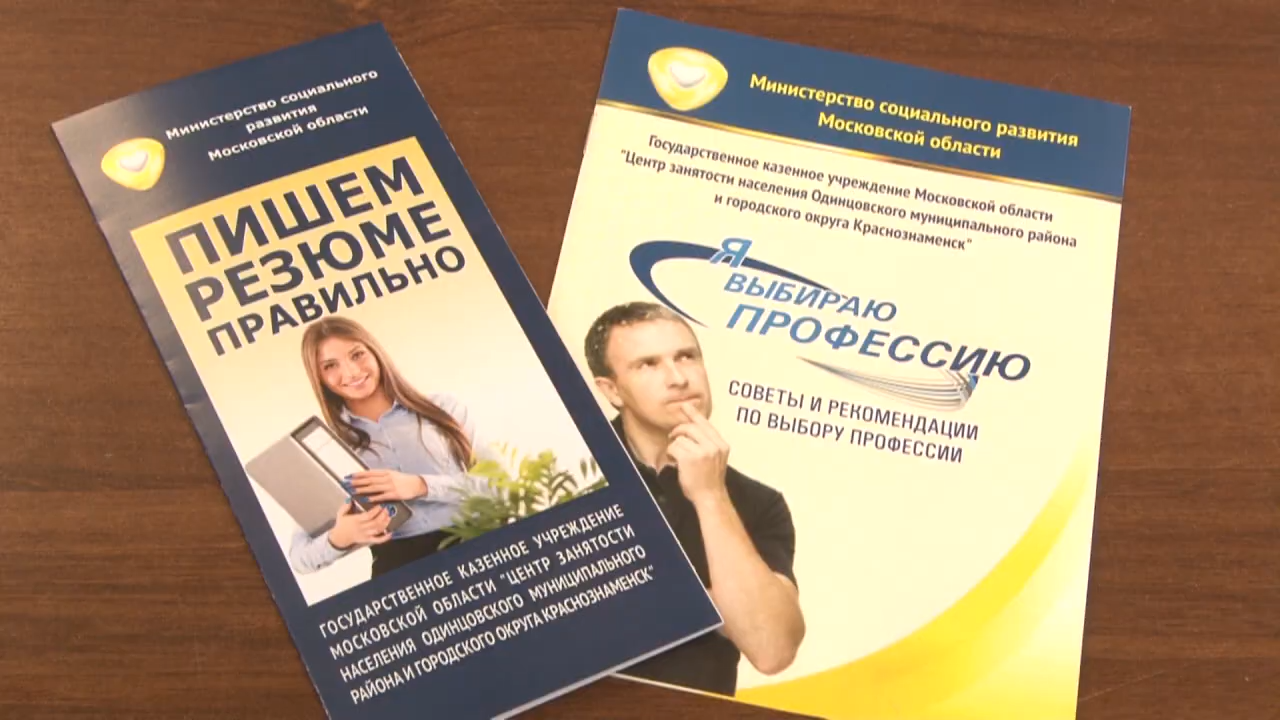 Министерство социального
развития
Московской области
ПИШЕМ
РЕЗЮМЕ
ПРАВИЛЬНО
ГОСУДАРСТВЕННОЕ КАЗЕННОЕ УЧРЕЖДЕНИЕ
МОСКОВСКОЙ ОБЛАСТИ "ЦЕНТР ЗАНЯТОСТИ
НАСЕЛЕНИЯ ОДИНЦОВСКОГО МУНИЦИПАЛЬНОГО
РАЙОНА И ГОРОДСКОГО ОКРУГА КРАСНОЗНАМЕНСК"
Министерство социального развития
Московской области
Государственное казенное учреждение Московской области
"Центр занятости населения Одинцовского муниципального района
и городского округа Краснознаменск"
Я
ВЫБИРАЮ
ПРОФЕССИЮ
СОВЕТЫ И РЕКОМЕНДАЦИИ
ПО ВЫБОРУ ПРОФЕССИИ